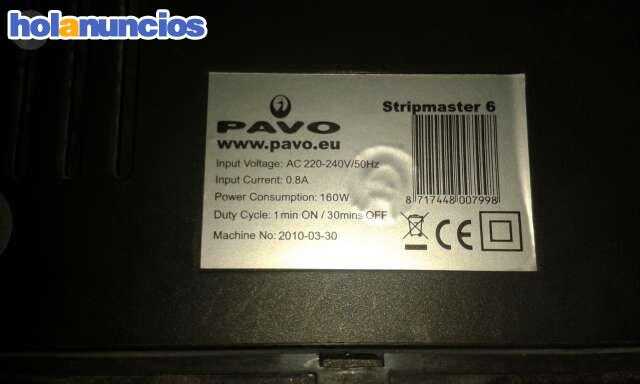 holanuncios
Stripmaster 6
PAVO
www.pavo.eu
Input Voltage: AC 220-240V/50Hz
Input Current: 0.8A
Power Consumption: 160W
8 717448 007998
Duty Cycle: 1min ON / 30mins OFF
Machine No: 2010-03-30
CE